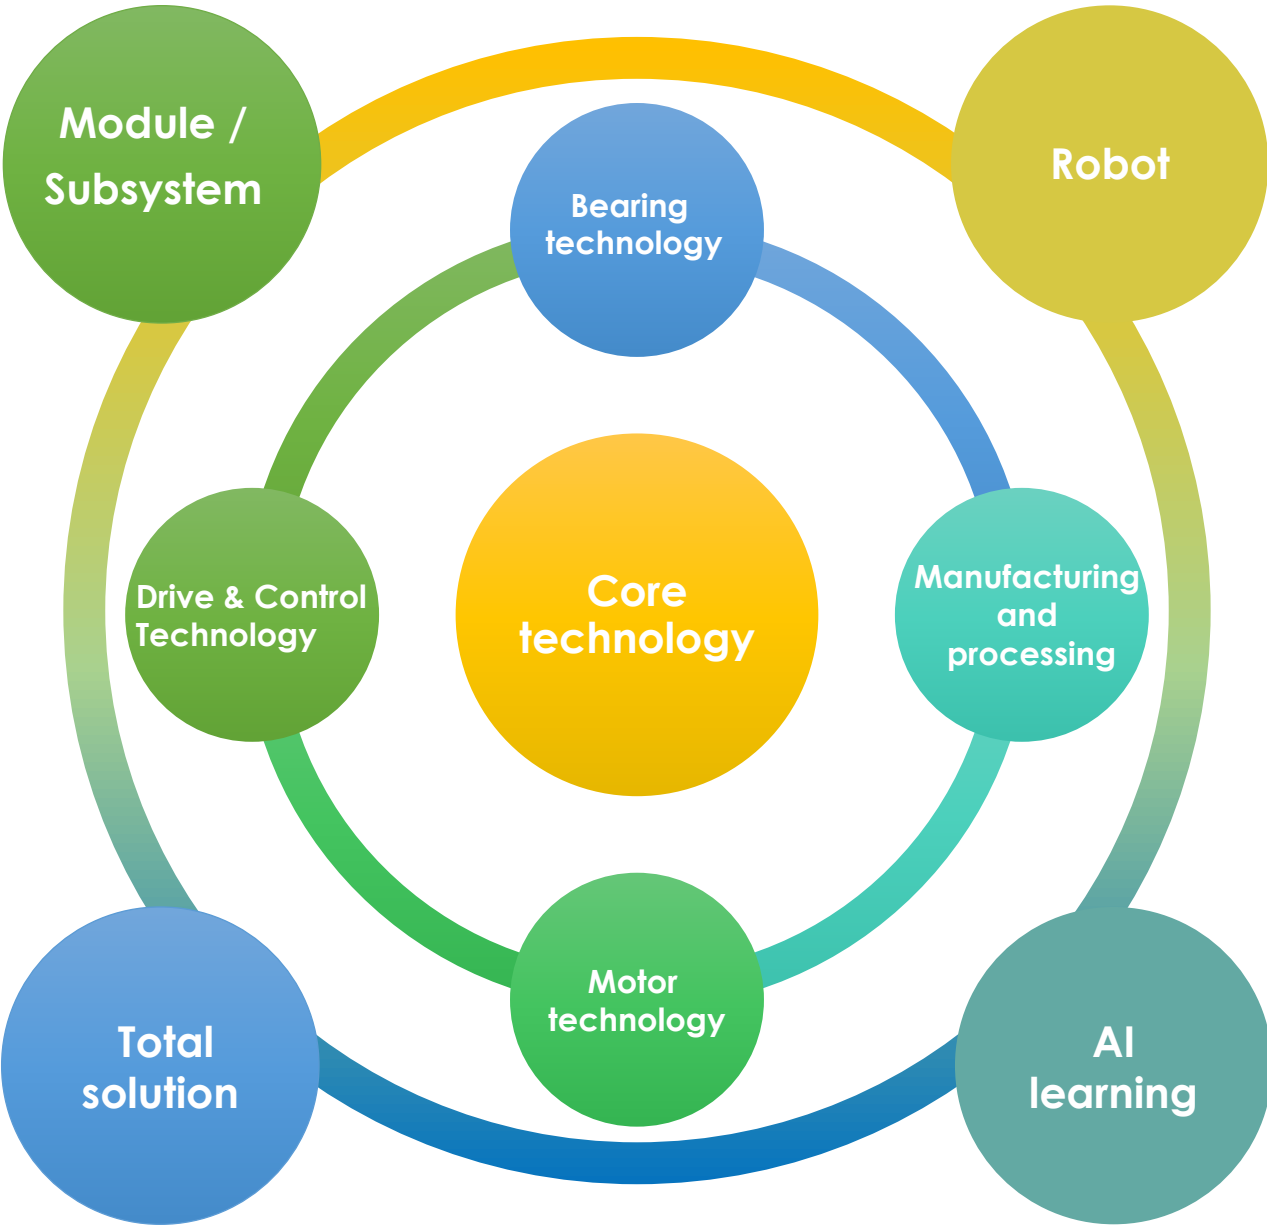 Module /
Subsystem
Robot
Bearing
technology
Drive & Control
Technology
Core
technology
Manufacturing
and
processing
Motor
technology
Total
solution
AI
learning